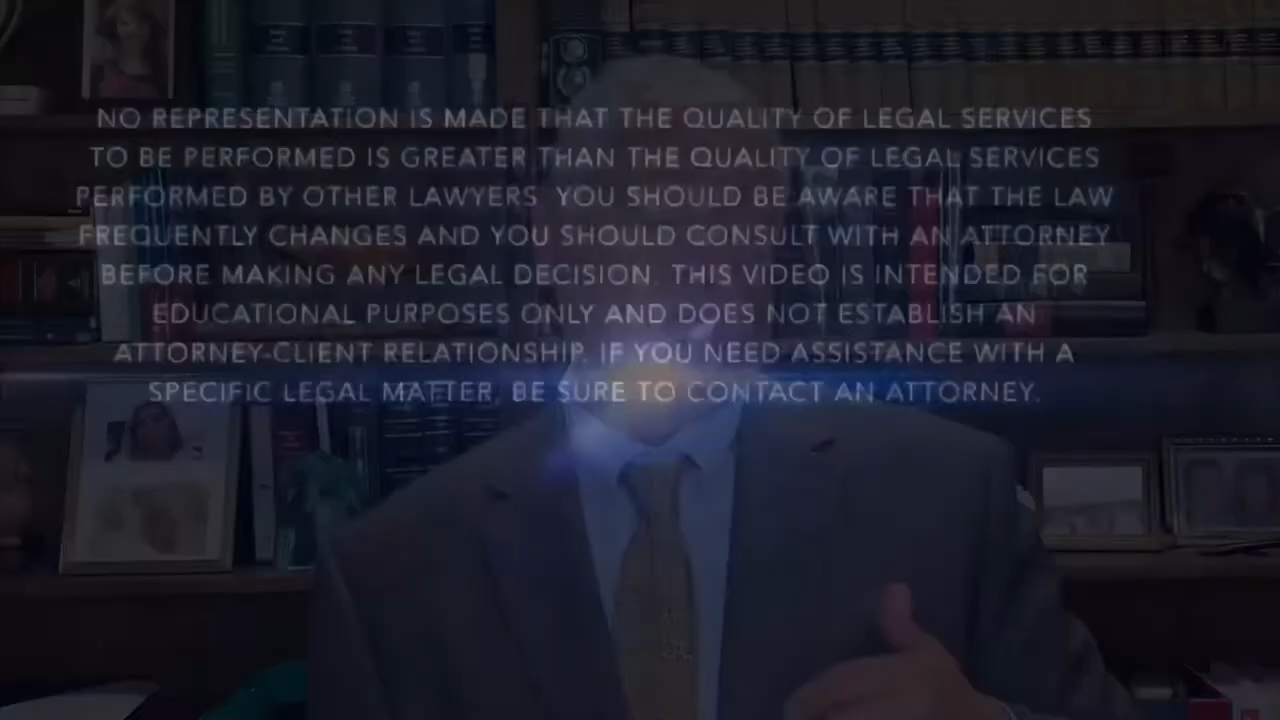 NO REPRESENTATION IS MADE THAT THE QUALITY OF LEGAL SERVICES
TO BE PERFORMED IS GREATER THAN THE QUALITY OF LEGAL SERVICES
PERFORMED BY OTHER LAWYERS. YOU SHOULD BE AWARE THAT THE LAW
FREQUENTLY CHANGES AND YOU SHOULD CONSULT WITH AN ATTORNEY
BEFORE MAKING ANY LEGAL DECISION. THIS VIDEO IS INTENDED FOR
EDUCATIONAL PURPOSES ONLY AND DOES NOT ESTABLISH AN
ATTORNEY-CLIENT RELATIONSHIP. IF YOU NEED ASSISTANCE WITH A
SPECIFIC LEGAL MATTER, BE SURE TO CONTACT AN ATTORNEY.